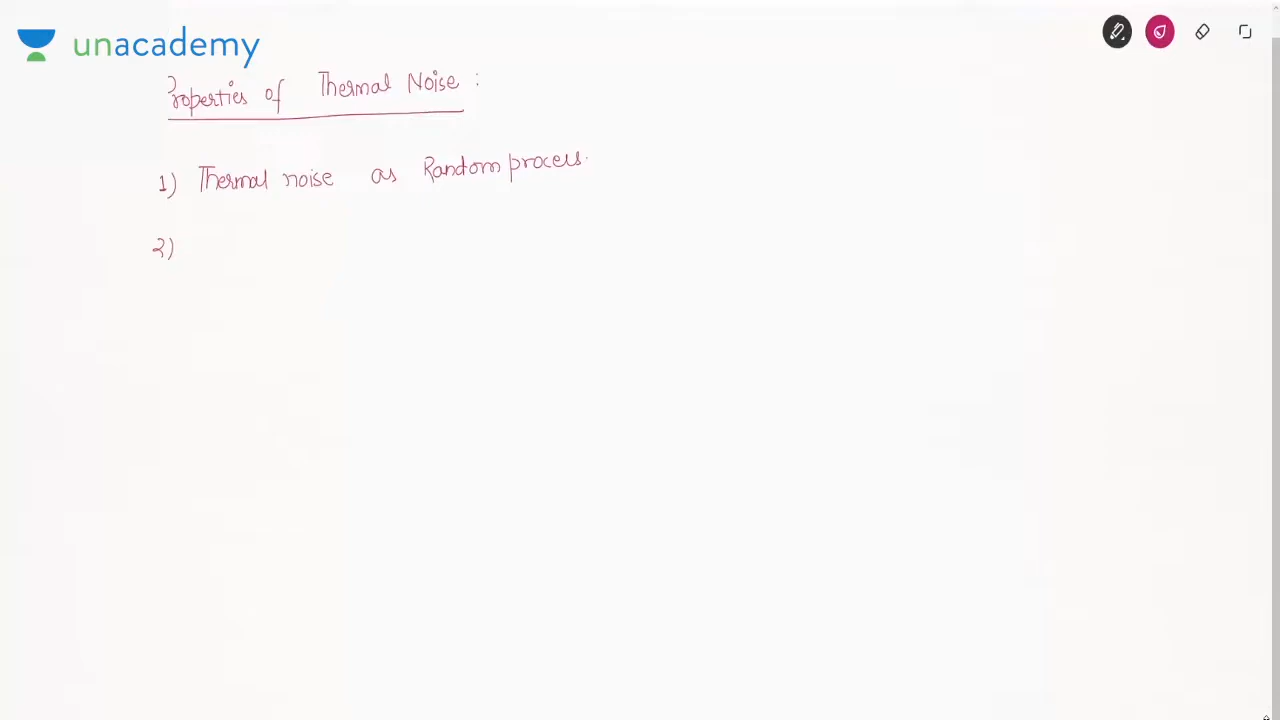 unacademy
Properties of Thermal Noise :
1) Thermal noise as Random process.
2)